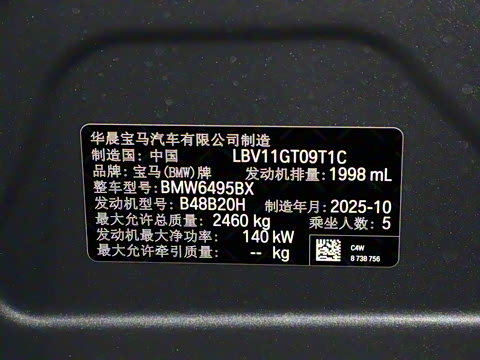 华晨宝马汽车有限公司制造
制造国: 中国 LBV11GT09T1C
品牌: 宝马(BMW)牌 发动机排量: 1998 mL
整车型号: BMW6495BX
发动机型号: B48B20H 制造年月: 2025-10
最大允许总质量: 2460 kg 乘坐人数: 5
发动机最大净功率: 140 kW
最大允许牵引质量: -- kg
C4W
8 738 756